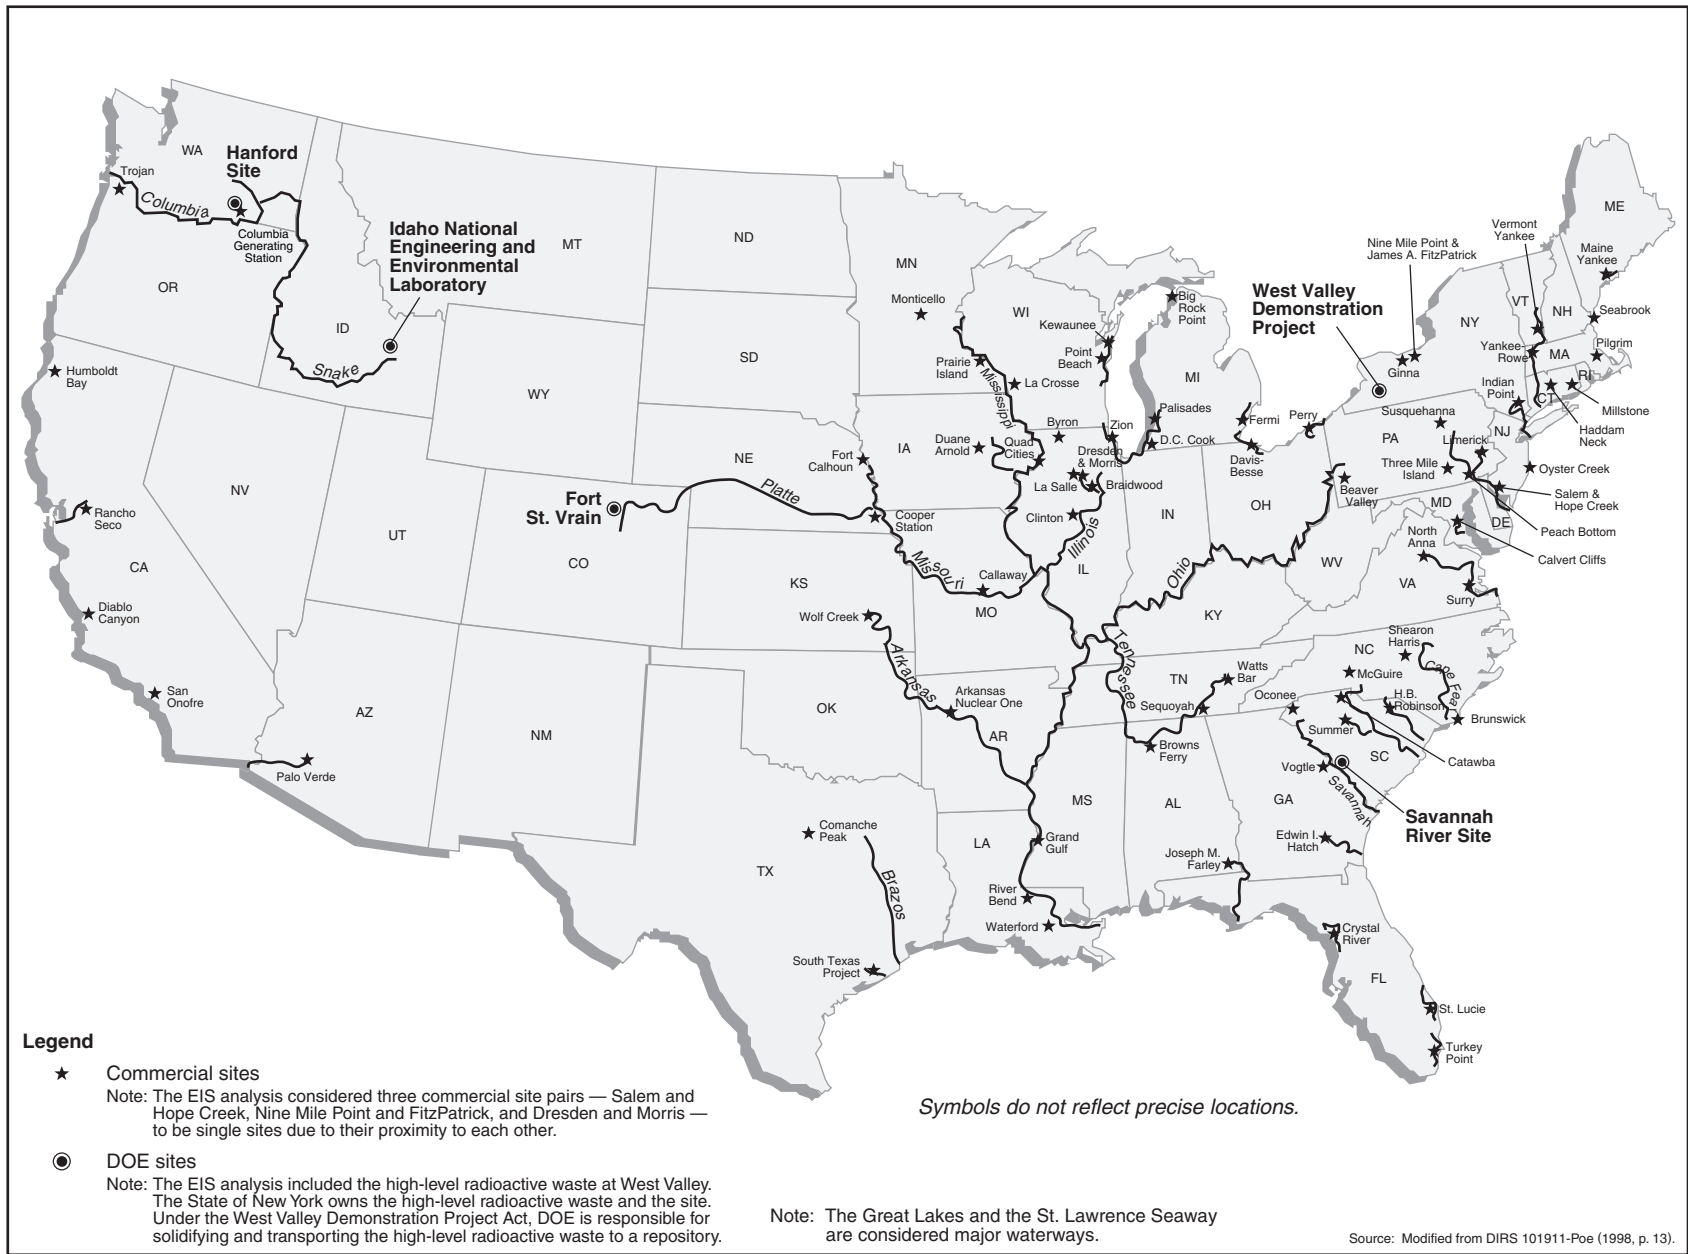 WA
Hanford
Site
Trojan
Columbia
Columbia
Generating
Station
Idaho National
Engineering and
Environmental
Laboratory
MT
ND
MN
Monticello
OR
ID
Snake
Humboldt
Bay
WY
SD
WI
Kewaunee
Point
Beach
Big
Rock
Point
Prairie
Island
Mississippi
La Crosse
MI
West Valley
Demonstration
Project
Nine Mile Point &
James A. FitzPatrick
Vermont
Yankee
ME
Maine
Yankee
VT
NH
NY
Seabrook
Yankee-
Rowe
MA
Pilgrim
Ginna
Indian
Point
CT
RI
Millstone
Haddam
Neck
Susquehanna
PA
NJ
Limerick
Three Mile
Island
Oyster Creek
Salem &
Hope Creek
Peach Bottom
Calvert Cliffs
MD
DE
Palisades
D.C. Cook
Fermi
Perry
Davis-
Besse
Beaver
Valley
OH
IN
Byron
Zion
Duane
Arnold
Quad
Cities
Dresden
& Morris
La Salle
Braidwood
Clinton
Illinois
IL
IA
NE
Fort
Calhoun
Platte
Fort
St. Vrain
Cooper
Station
NV
UT
CO
KS
Rancho
Seco
CA
Diablo
Canyon
San
Onofre
AZ
NM
Palo Verde
Missouri
Callaway
MO
Wolf Creek
Arkansas
Arkansas
Nuclear One
OK
AR
Ohio
KY
WV
North
Anna
VA
Surry
Tennessee
TN
Watts
Bar
Sequoyah
Browns
Ferry
Shearon
Harris
NC
Cape Fear
McGuire
Oconee
H.B.
Robinson
Brunswick
Summer
SC
Catawba
Vogtle
Savannah
Savannah
River Site
MS
AL
GA
Edwin I.
Hatch
Joseph M.
Farley
Comanche
Peak
TX
Brazos
South Texas
Project
LA
Grand
Gulf
River
Bend
Waterford
Crystal
River
FL
St. Lucie
Turkey
Point
Legend
Commercial sites
Note: The EIS analysis considered three commercial site pairs — Salem and
Hope Creek, Nine Mile Point and FitzPatrick, and Dresden and Morris —
to be single sites due to their proximity to each other.
DOE sites
Note: The EIS analysis included the high-level radioactive waste at West Valley.
The State of New York owns the high-level radioactive waste and the site.
Under the West Valley Demonstration Project Act, DOE is responsible for
solidifying and transporting the high-level radioactive waste to a repository.
Symbols do not reflect precise locations.
Note: The Great Lakes and the St. Lawrence Seaway
are considered major waterways.
Source: Modified from DIRS 101911-Poe (1998, p. 13).